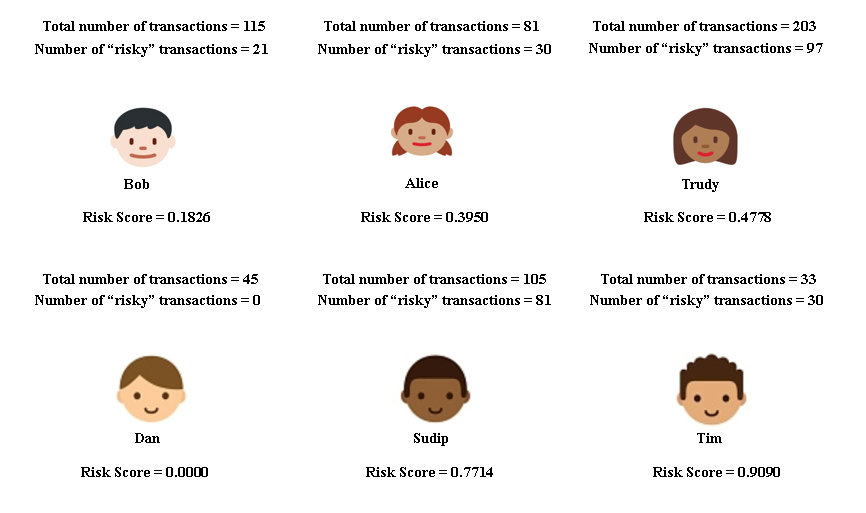 Total number of transactions = 115
Number of “risky” transactions = 21
Total number of transactions = 81
Number of “risky” transactions = 30
Total number of transactions = 203
Number of “risky” transactions = 97
Bob
Alice
Trudy
Risk Score = 0.1826
Risk Score = 0.3950
Risk Score = 0.4778
Total number of transactions = 45
Number of “risky” transactions = 0
Total number of transactions = 105
Number of “risky” transactions = 81
Total number of transactions = 33
Number of “risky” transactions = 30
Dan
Sudip
Tim
Risk Score = 0.0000
Risk Score = 0.7714
Risk Score = 0.9090